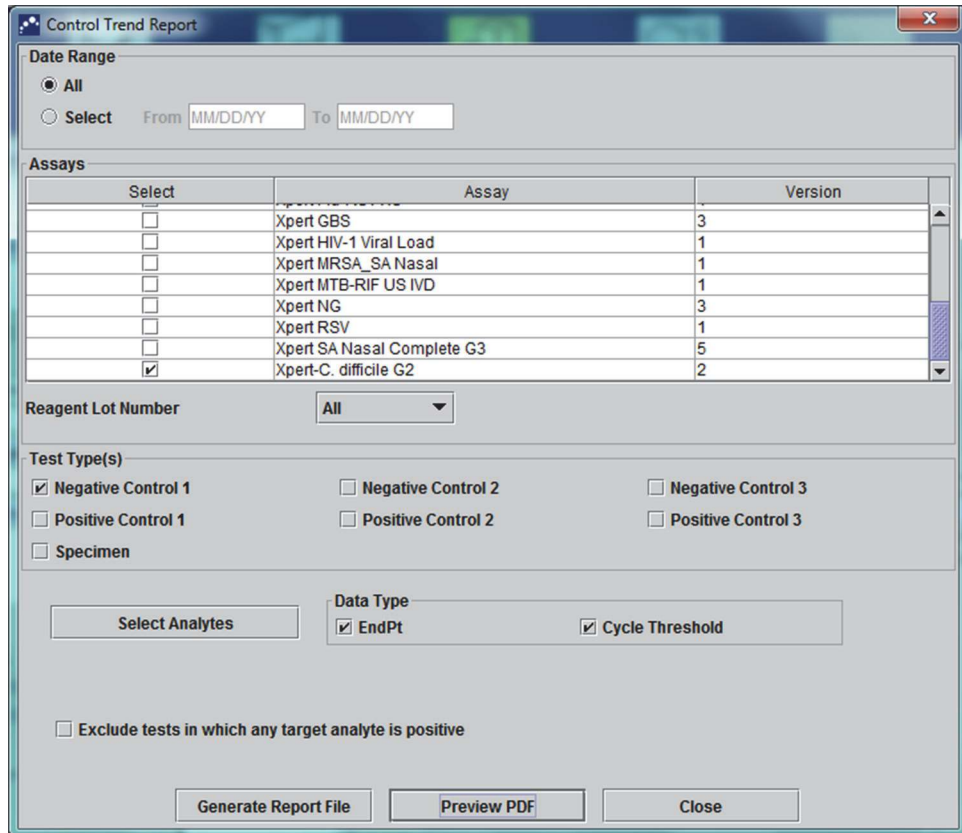 Control Trend Report
Date Range
All
Select From MM/DD/YY To MM/DD/YY
Assays
Select Assay Version
Xpert GBS 3
Xpert HIV-1 Viral Load 1
Xpert MRSA_SA Nasal 1
Xpert MTB-RIF US IVD 1
Xpert NG 3
Xpert RSV 1
Xpert SA Nasal Complete G3 5
Xpert-C. difficile G2 2
Reagent Lot Number All
Test Type(s)
Negative Control 1 Negative Control 2 Negative Control 3
Positive Control 1 Positive Control 2 Positive Control 3
Specimen
Data Type
Select Analytes EndPt Cycle Threshold
Exclude tests in which any target analyte is positive
Generate Report File Preview PDF Close